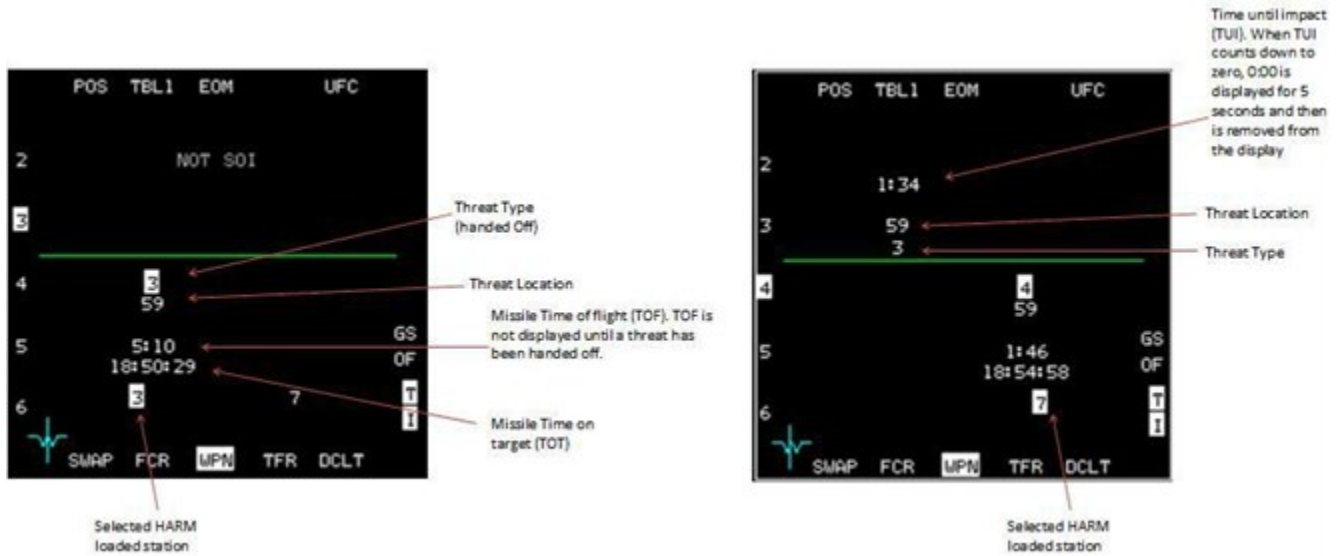 POS TBL1 EOM UFC
2
NOT SOI
3
4
3
59
5
5:10
18:50:29
GS
OF
6
3
7
T
I
SWAP FCR WPN TFR DCLT
Threat Type
(handed Off)
Threat Location
Missile Time of flight (TOF). TOF is
not displayed until a threat has
been handed off.
Missile Time on
target (TOT)
Selected HARM
loaded station
POS TBL1 EOM UFC
2
1:34
3
59
3
4
4
59
5
1:46
18:54:58
GS
OF
6
7
T
I
SWAP FCR WPN TFR DCLT
Time until impact
(TUI). When TUI
counts down to
zero, 0:00 is
displayed for 5
seconds and then
is removed from
the display
Threat Location
Threat Type
Selected HARM
loaded station